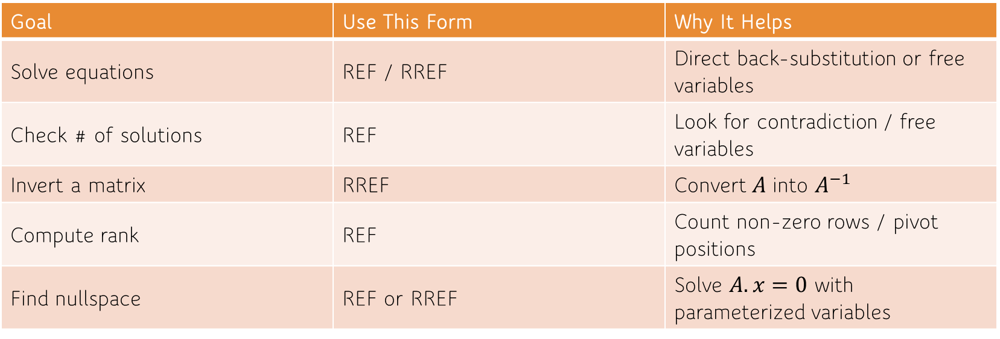 Goal
Use This Form
Why It Helps
Solve equations
REF / RREF
Direct back-substitution or free
variables
Check # of solutions
REF
Look for contradiction / free
variables
Invert a matrix
RREF
Convert A into A⁻¹
Compute rank
REF
Count non-zero rows / pivot
positions
Find nullspace
REF or RREF
Solve A. x = 0 with
parameterized variables